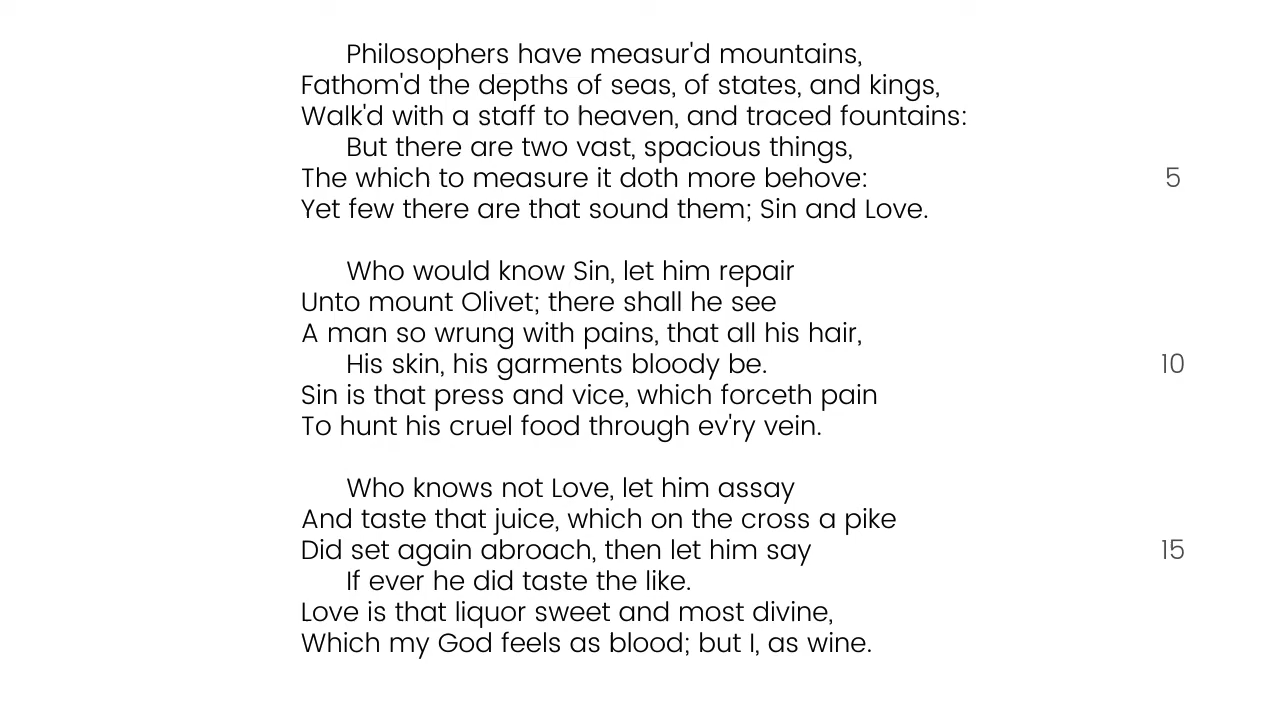 Philosophers have measur'd mountains,
Fathom'd the depths of seas, of states, and kings,
Walk'd with a staff to heaven, and traced fountains:
But there are two vast, spacious things,
The which to measure it doth more behove: 5
Yet few there are that sound them; Sin and Love.

Who would know Sin, let him repair
Unto mount Olivet; there shall he see
A man so wrung with pains, that all his hair,
His skin, his garments bloody be. 10
Sin is that press and vice, which forceth pain
To hunt his cruel food through ev'ry vein.

Who knows not Love, let him assay
And taste that juice, which on the cross a pike
Did set again abroach, then let him say 15
If ever he did taste the like.
Love is that liquor sweet and most divine,
Which my God feels as blood; but I, as wine.